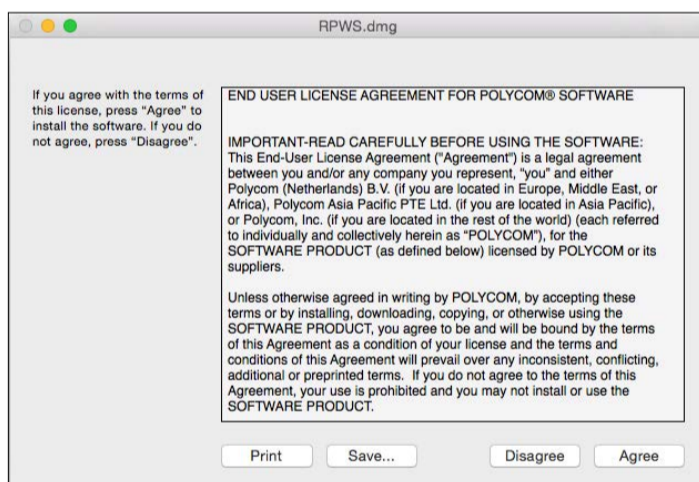 RPWS.dmg
If you agree with the terms of
this license, press “Agree” to
install the software. If you do
not agree, press “Disagree”.
END USER LICENSE AGREEMENT FOR POLYCOM® SOFTWARE
IMPORTANT-READ CAREFULLY BEFORE USING THE SOFTWARE:
This End-User License Agreement ("Agreement") is a legal agreement
between you and/or any company you represent, "you" and either
Polycom (Netherlands) B.V. (if you are located in Europe, Middle East, or
Africa), Polycom Asia Pacific PTE Ltd. (if you are located in Asia Pacific),
or Polycom, Inc. (if you are located in the rest of the world) (each referred
to individually and collectively herein as “POLYCOM”), for the
SOFTWARE PRODUCT (as defined below) licensed by POLYCOM or its
suppliers.
Unless otherwise agreed in writing by POLYCOM, by accepting these
terms or by installing, downloading, copying, or otherwise using the
SOFTWARE PRODUCT, you agree to be and will be bound by the terms
of this Agreement as a condition of your license and the terms and
conditions of this Agreement will prevail over any inconsistent, conflicting,
additional or preprinted terms.  If you do not agree to the terms of this
Agreement, your use is prohibited and you may not install or use the
SOFTWARE PRODUCT.
Print Save... Disagree Agree